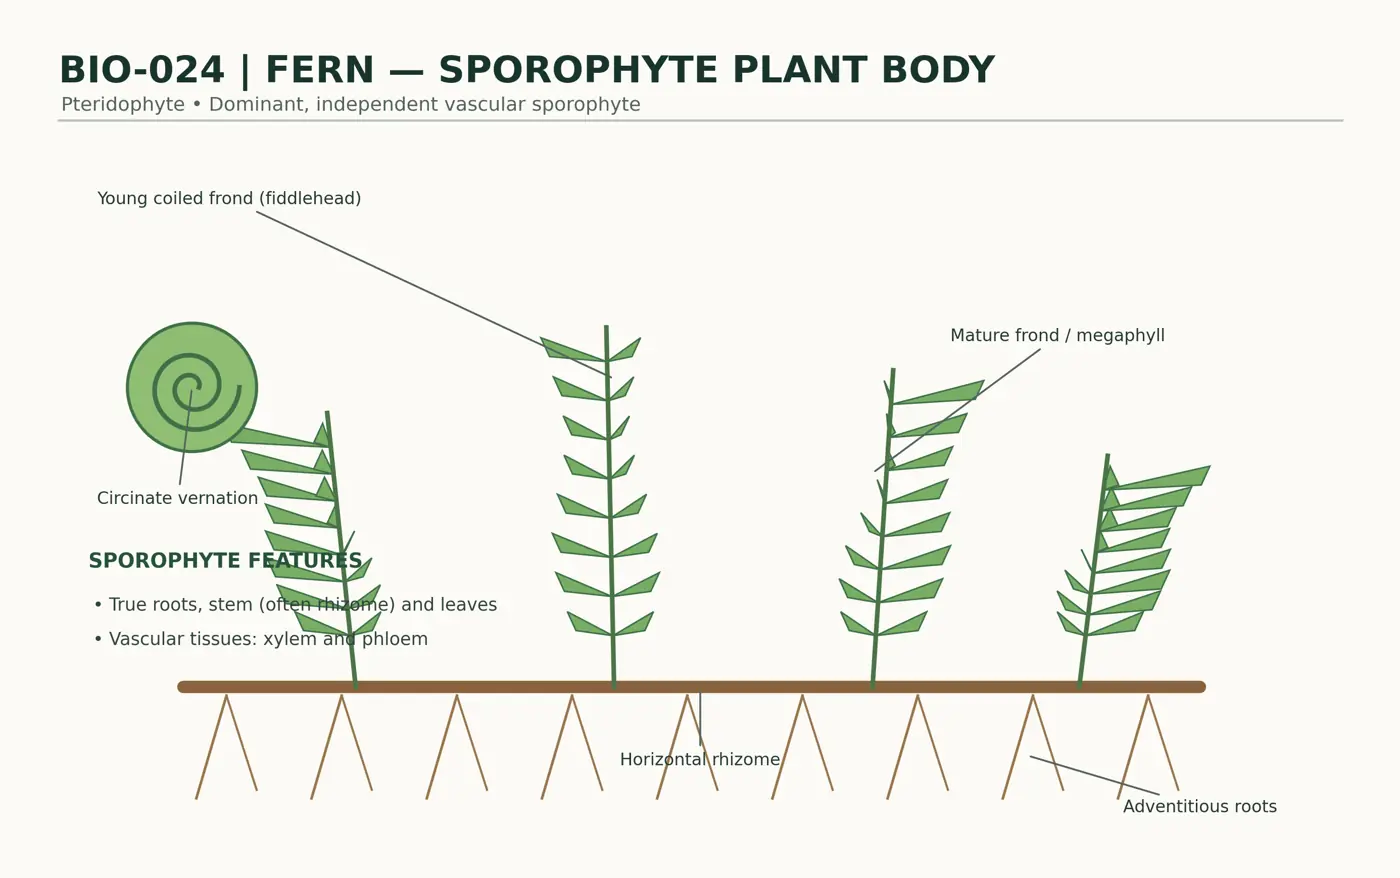 BIO-024 | FERN — SPOROPHYTE PLANT BODY
Pteridophyte • Dominant, independent vascular sporophyte
Young coiled frond (fiddlehead)
Mature frond / megaphyll
Circinate vernation
SPOROPHYTE FEATURES
• True roots, stem (often rhizome) and leaves
• Vascular tissues: xylem and phloem
Horizontal rhizome
Adventitious roots